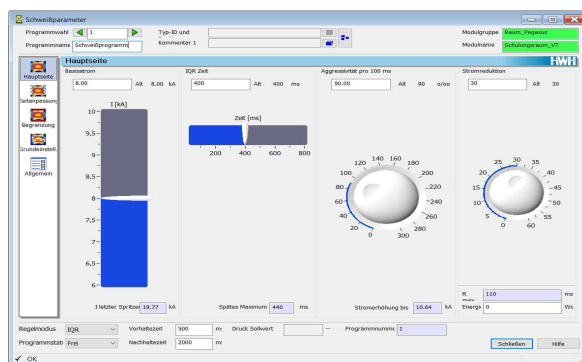 Schweißparameter
Programmwahl 1 Typ-ID und Modulgruppe Raum_Pegasus
Programmname Schweißprogramm Kommentar 1 Modulname Schulungsraum_VT
Hauptseite HWH
Hauptseite
Zeitanpassung
Begrenzung
Grundeinstell.
Allgemein
Basisstrom IQR Zeit Aggressivität pro 100 ms Stromreduktion
8,00 Alt 8,00 kA 400 Alt 400 ms 90.00 Alt 90 o/oo 30 Alt 30
I [kA]
10
9,5
9
8,5
8
7,5
7
6,5
6
Zeit [ms]
200 400 600 800
0 20 40 60 80 100 120 140 160 180 200 220 240 260 280 300
0 5 10 15 20 25 30 35 40 45 50 55 60
R 110 ms
I letzter Spritzer 19.77 kA Spätes Maximum 440 ms Stromerhöhung bis 10.64 kA Energie 0 Ws
Regelmodus IQR Vorhaltezeit 500 m Druck Sollwert --- Programmnummer 1
Programmstatu Frei Nachhaltezeit 2000 m Schließen Hilfe
OK